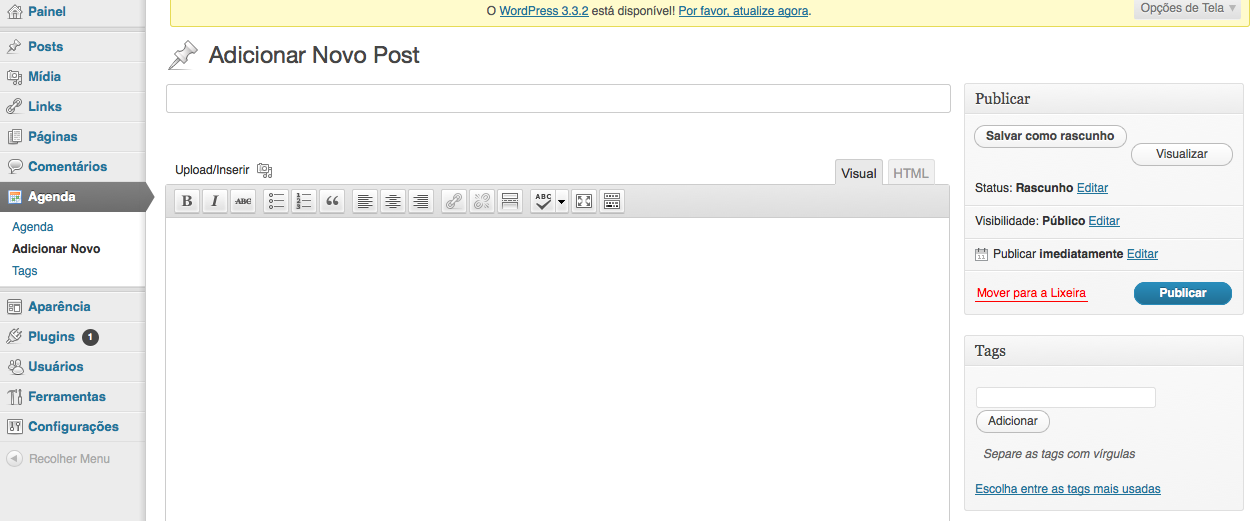 O WordPress 3.3.2 está disponível! Por favor, atualize agora.
Opções de Tela
Painel
Posts
Mídia
Links
Páginas
Comentários
Agenda
Agenda
Adicionar Novo
Tags
Aparência
Plugins 1
Usuários
Ferramentas
Configurações
Recolher Menu
Adicionar Novo Post
Upload/Inserir
Visual
HTML
B I ABC
ABC
Publicar
Salvar como rascunho
Visualizar
Status: Rascunho Editar
Visibilidade: Público Editar
Publicar imediatamente Editar
Mover para a Lixeira
Publicar
Tags
Adicionar
Separe as tags com vírgulas
Escolha entre as tags mais usadas